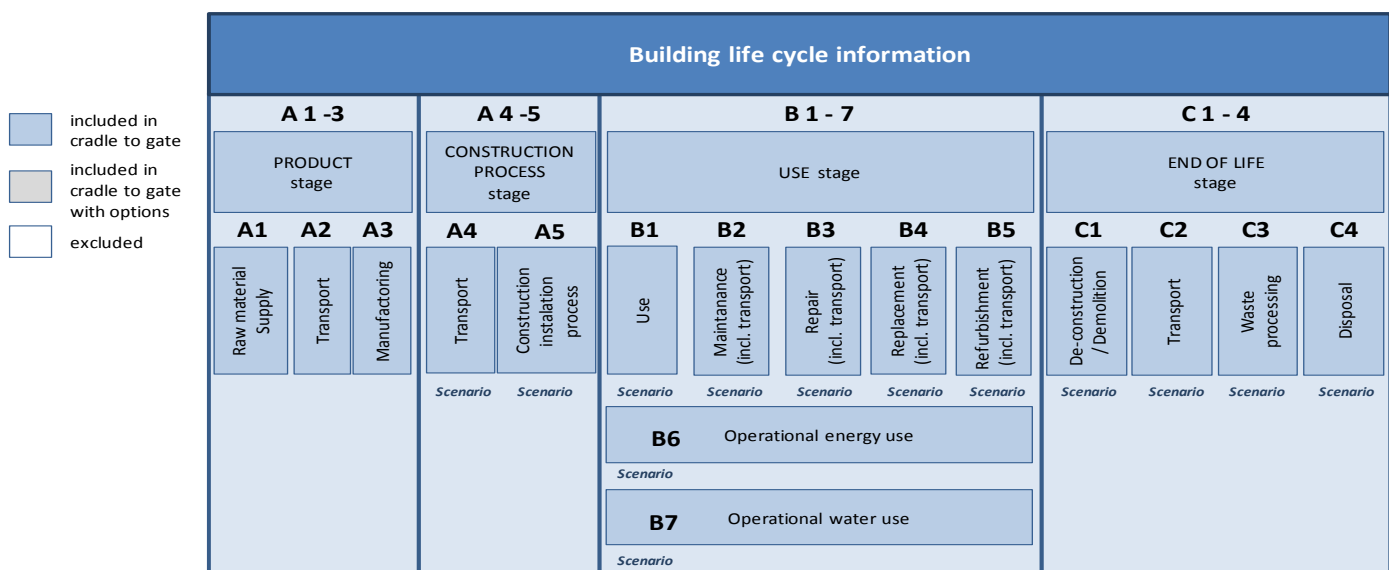 Building life cycle information
included in
cradle to gate
included in
cradle to gate
with options
excluded
A 1 -3
A 4 -5
B 1 - 7
C 1 - 4
PRODUCT
stage
CONSTRUCTION
PROCESS
stage
USE stage
END OF LIFE
stage
A1
A2
A3
A4
A5
B1
B2
B3
B4
B5
C1
C2
C3
C4
Raw material
Supply
Transport
Manufactoring
Transport
Construction
instalation
process
Use
Maintanance
(incl. transport)
Repair
(incl. transport)
Replacement
(incl. transport)
Refurbishment
(incl. transport)
De-construction
/ Demolition
Transport
Waste
processing
Disposal
Scenario
Scenario
Scenario
Scenario
Scenario
Scenario
Scenario
Scenario
Scenario
Scenario
Scenario
B6 Operational energy use
Scenario
B7 Operational water use
Scenario